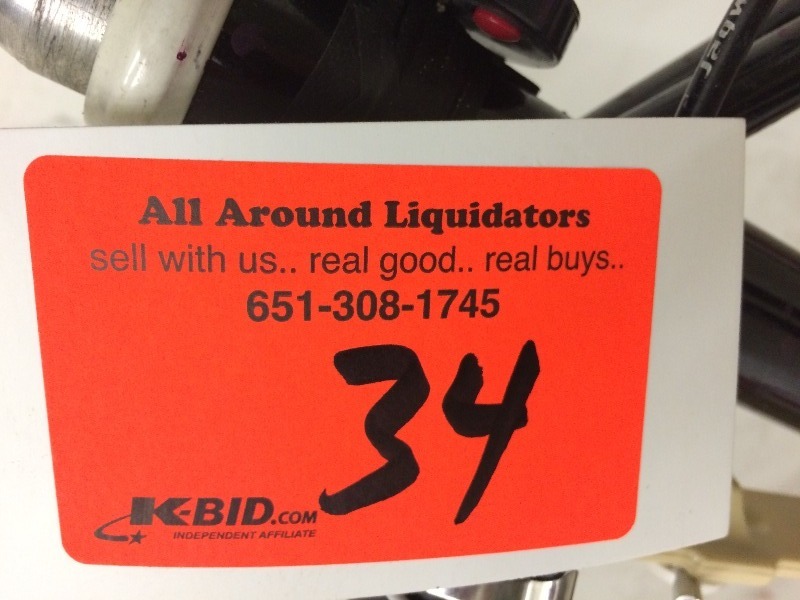 All Around Liquidators
sell with us.. real good.. real buys..
651-308-1745
34
K-BID.COM
INDEPENDENT AFFILIATE